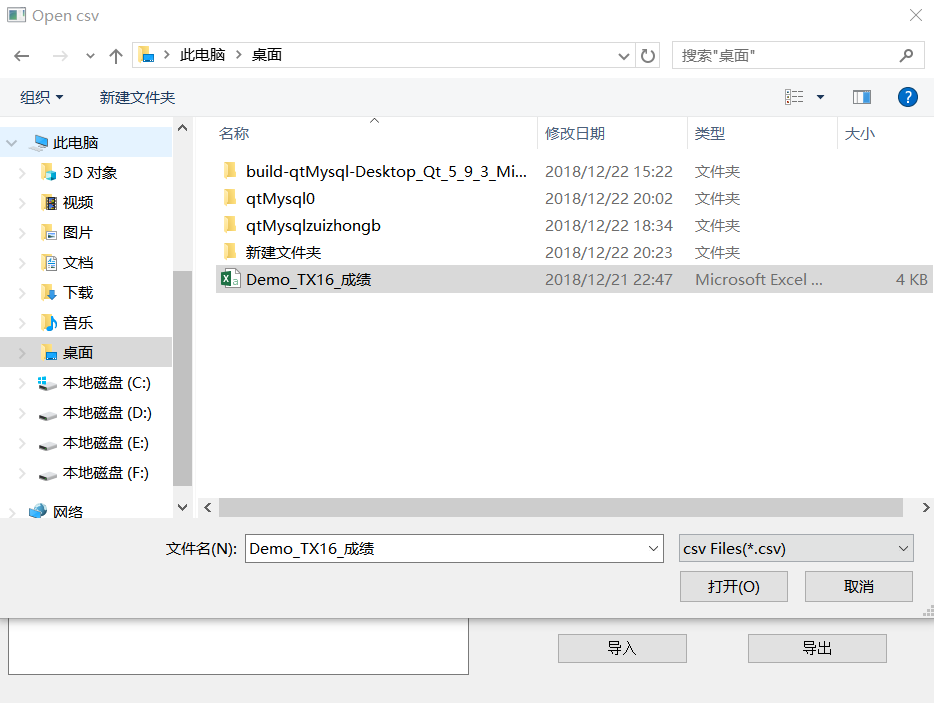 Open csv
此电脑 桌面 搜索"桌面"
组织 新建文件夹
名称 修改日期 类型 大小
此电脑
3D 对象
视频
图片
文档
下载
音乐
桌面
本地磁盘 (C:)
本地磁盘 (D:)
本地磁盘 (E:)
本地磁盘 (F:)
网络
build-qtMysql-Desktop_Qt_5_9_3_Mi... 2018/12/22 15:22 文件夹
qtMysql0 2018/12/22 20:02 文件夹
qtMysqlzuizhongb 2018/12/22 18:34 文件夹
新建文件夹 2018/12/22 20:23 文件夹
Demo_TX16_成绩 2018/12/21 22:47 Microsoft Excel ... 4 KB
文件名(N): Demo_TX16_成绩 csv Files(*.csv)
打开(O) 取消
导入 导出